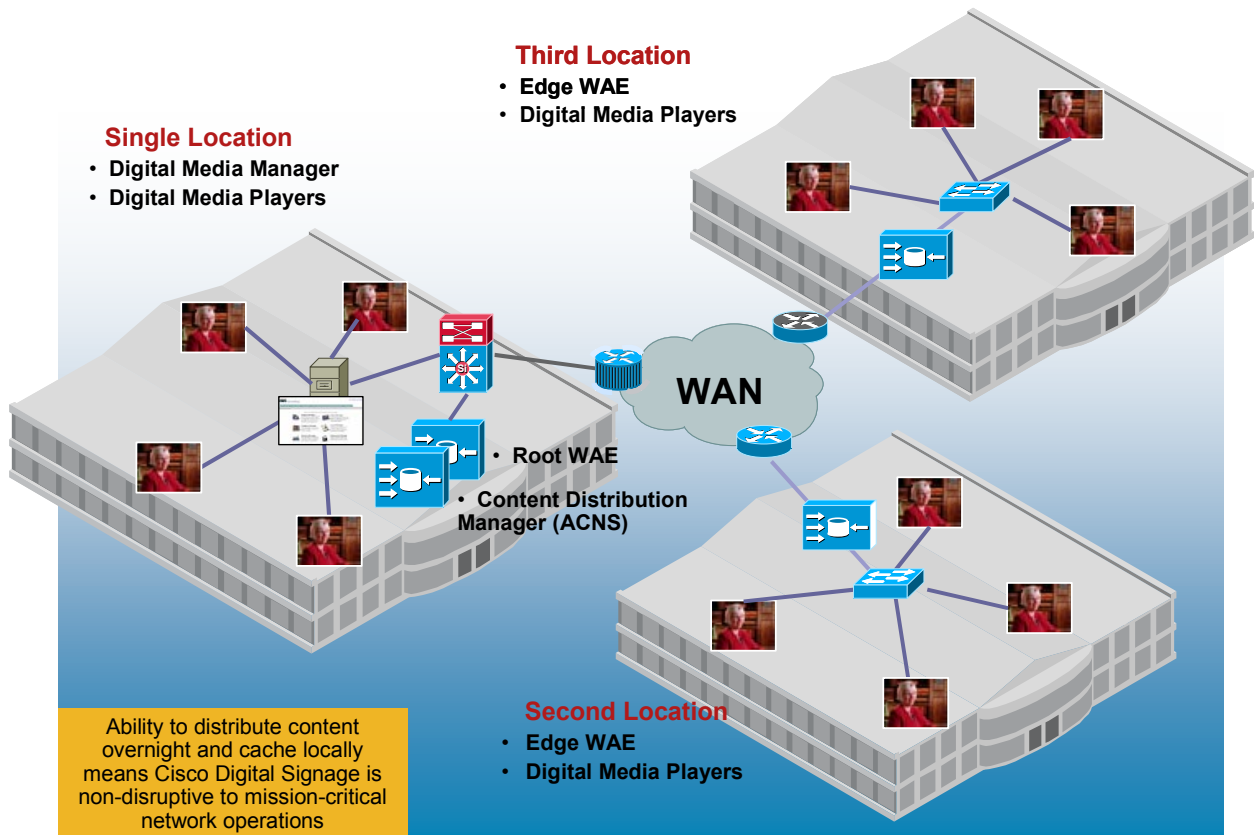 Third Location
• Edge WAE
• Digital Media Players
Single Location
• Digital Media Manager
• Digital Media Players
Si
WAN
• Root WAE
• Content Distribution
Manager (ACNS)
Second Location
• Edge WAE
• Digital Media Players
Ability to distribute content
overnight and cache locally
means Cisco Digital Signage is
non-disruptive to mission-critical
network operations